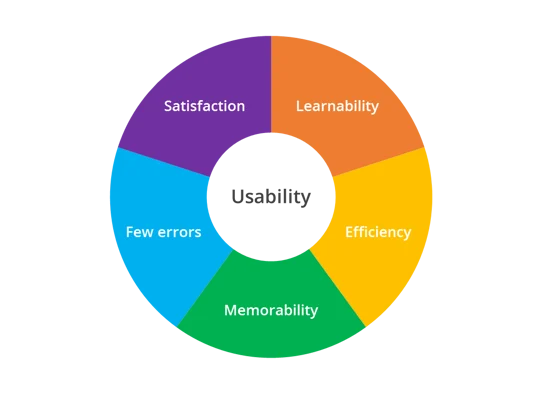 Satisfaction
Learnability
Usability
Few errors
Efficiency
Memorability